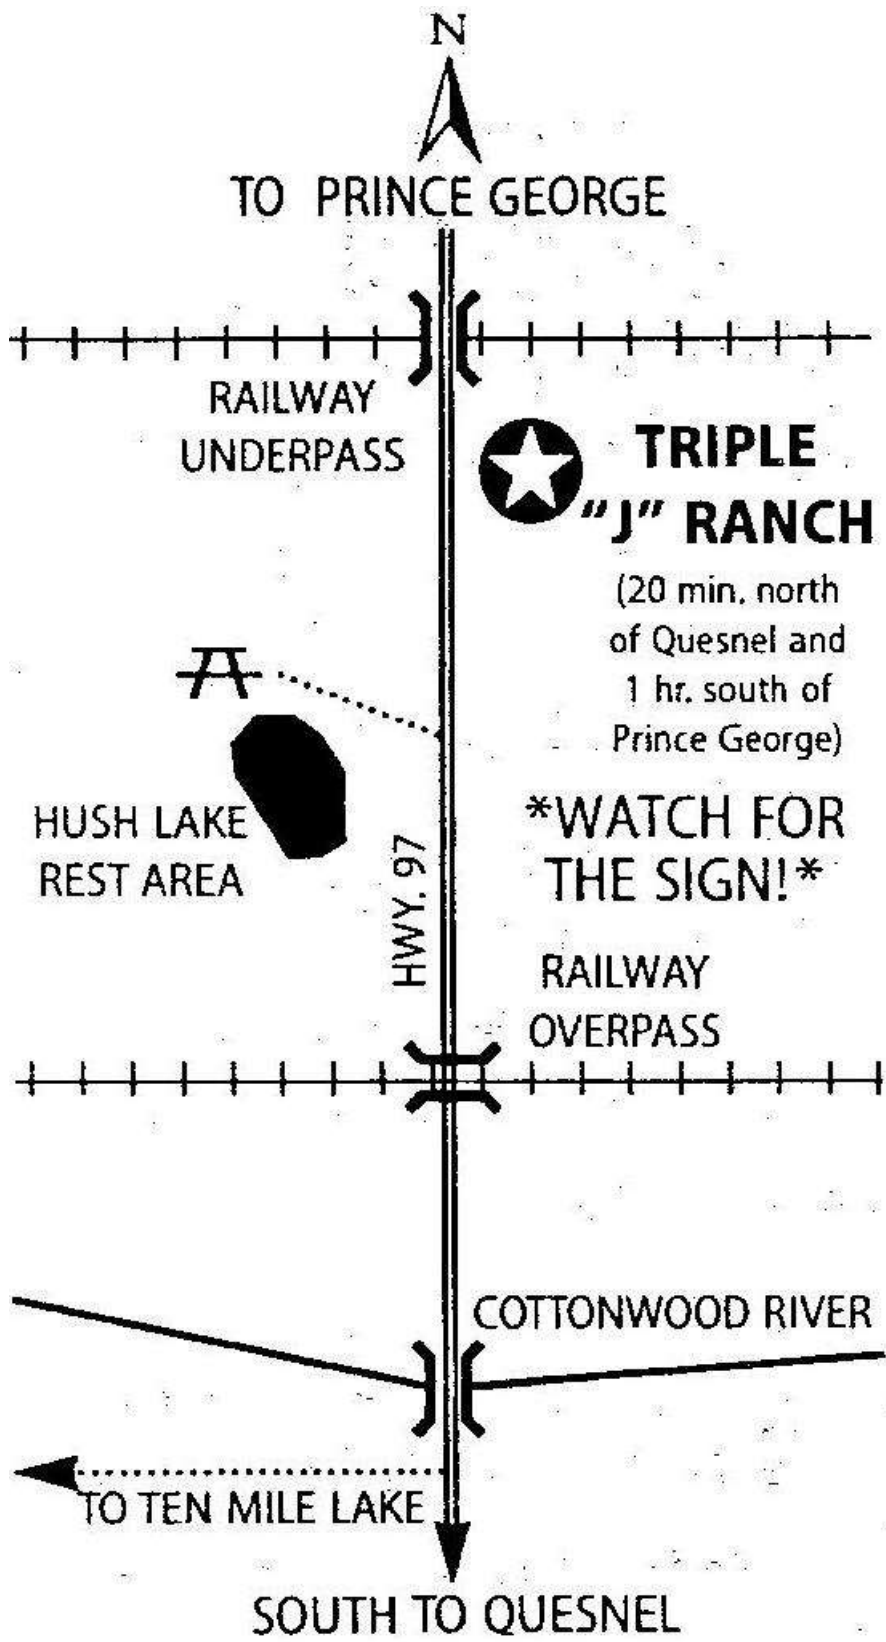 N
TO PRINCE GEORGE
RAILWAY
UNDERPASS
TRIPLE
"J" RANCH
(20 min. north
of Quesnel and
1 hr. south of
Prince George)
HUSH LAKE
REST AREA
*WATCH FOR
THE SIGN!*
HWY. 97
RAILWAY
OVERPASS
COTTONWOOD RIVER
TO TEN MILE LAKE
SOUTH TO QUESNEL